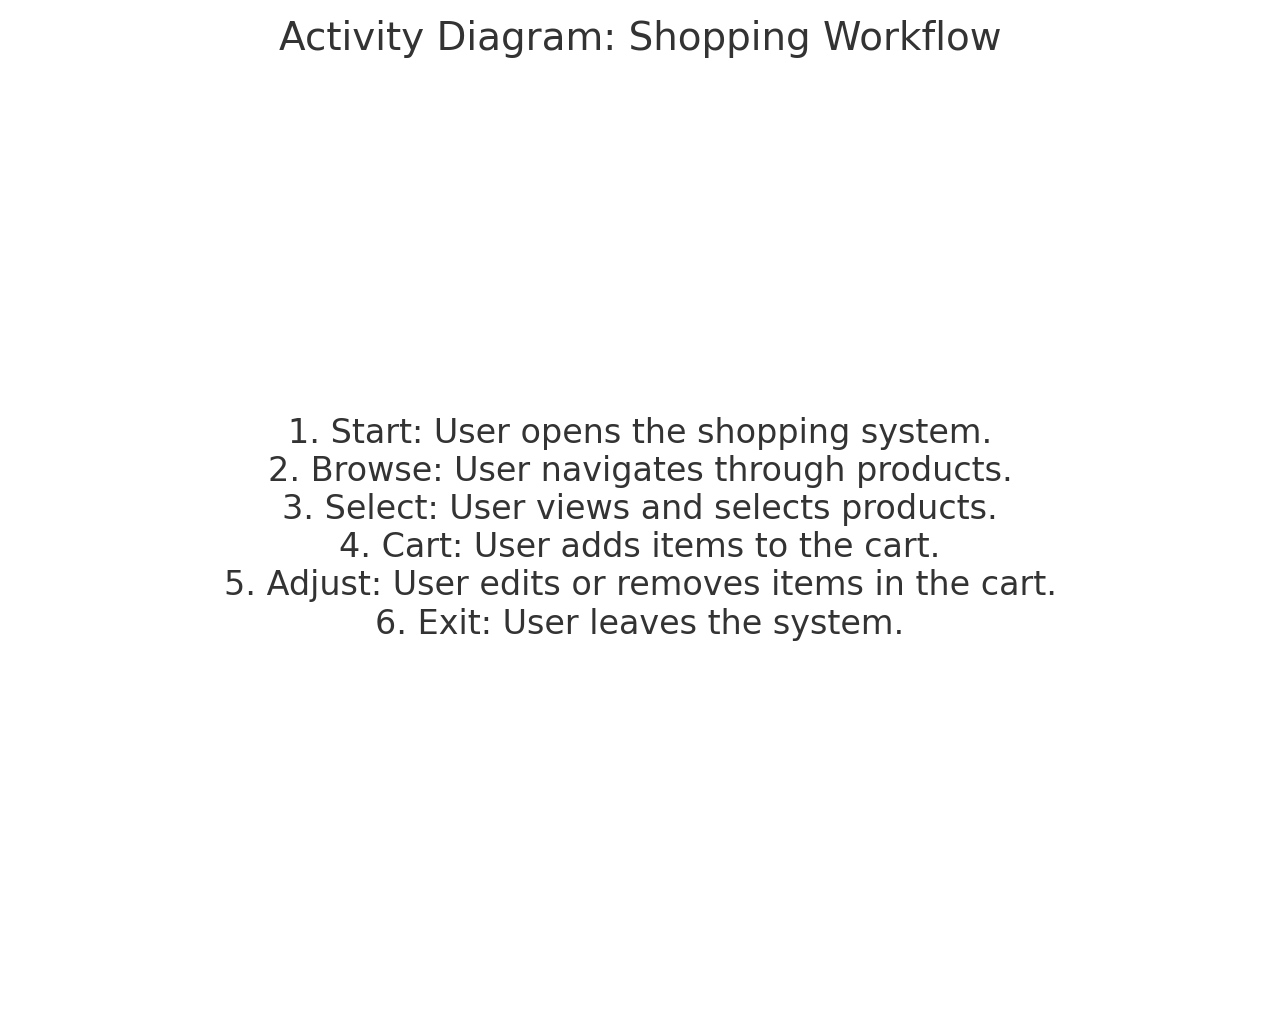 Activity Diagram: Shopping Workflow
1. Start: User opens the shopping system.
2. Browse: User navigates through products.
3. Select: User views and selects products.
4. Cart: User adds items to the cart.
5. Adjust: User edits or removes items in the cart.
6. Exit: User leaves the system.